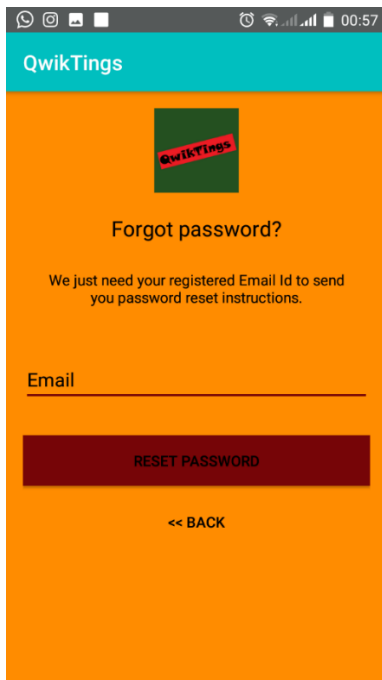 00:57
QwikTings
QwikTings
Forgot password?
We just need your registered Email Id to send
you password reset instructions.
Email
RESET PASSWORD
<< BACK